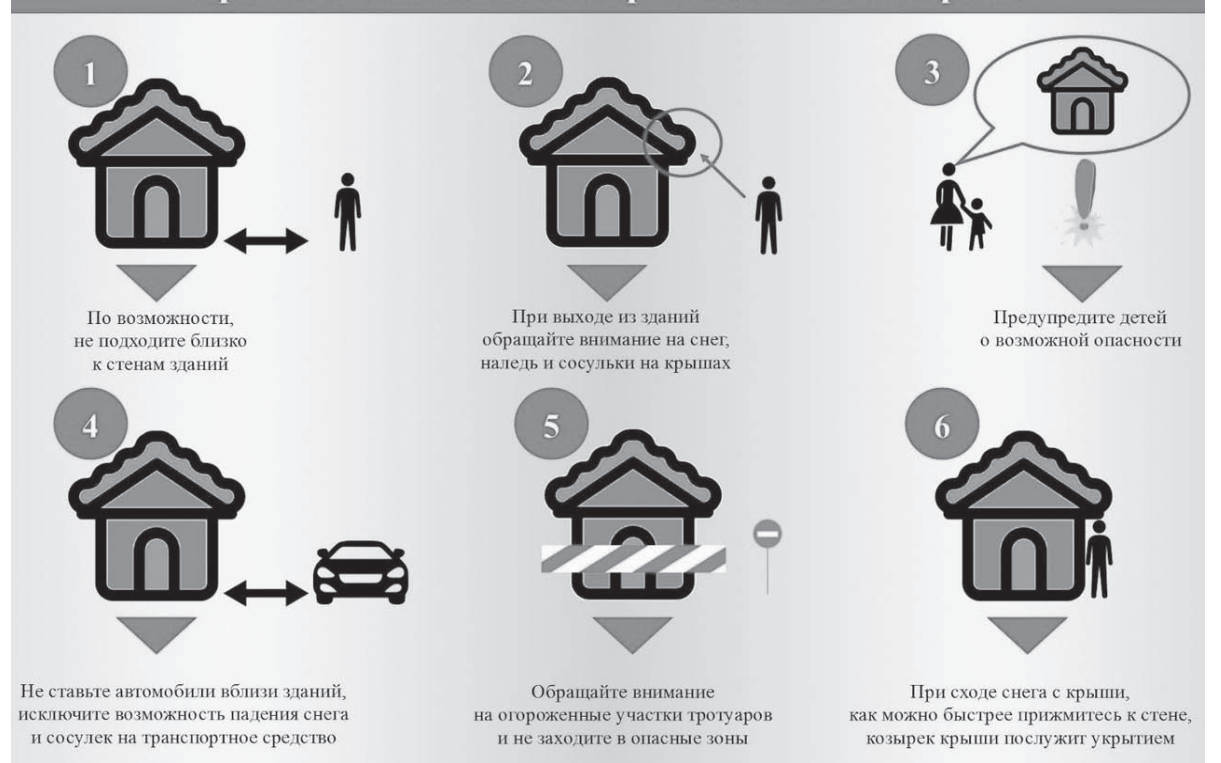 1
По возможности,
не подходите близко
к стенам зданий
2
При выходе из зданий
обращайте внимание на снег,
наледь и сосульки на крышах
3
Предупредите детей
о возможной опасности
4
Не ставьте автомобили вблизи зданий,
исключите возможность падения снега
и сосулек на транспортное средство
5
Обращайте внимание
на огороженные участки тротуаров
и не заходите в опасные зоны
6
При сходе снега с крыши,
как можно быстрее прижмитесь к стене,
козырек крыши послужит укрытием